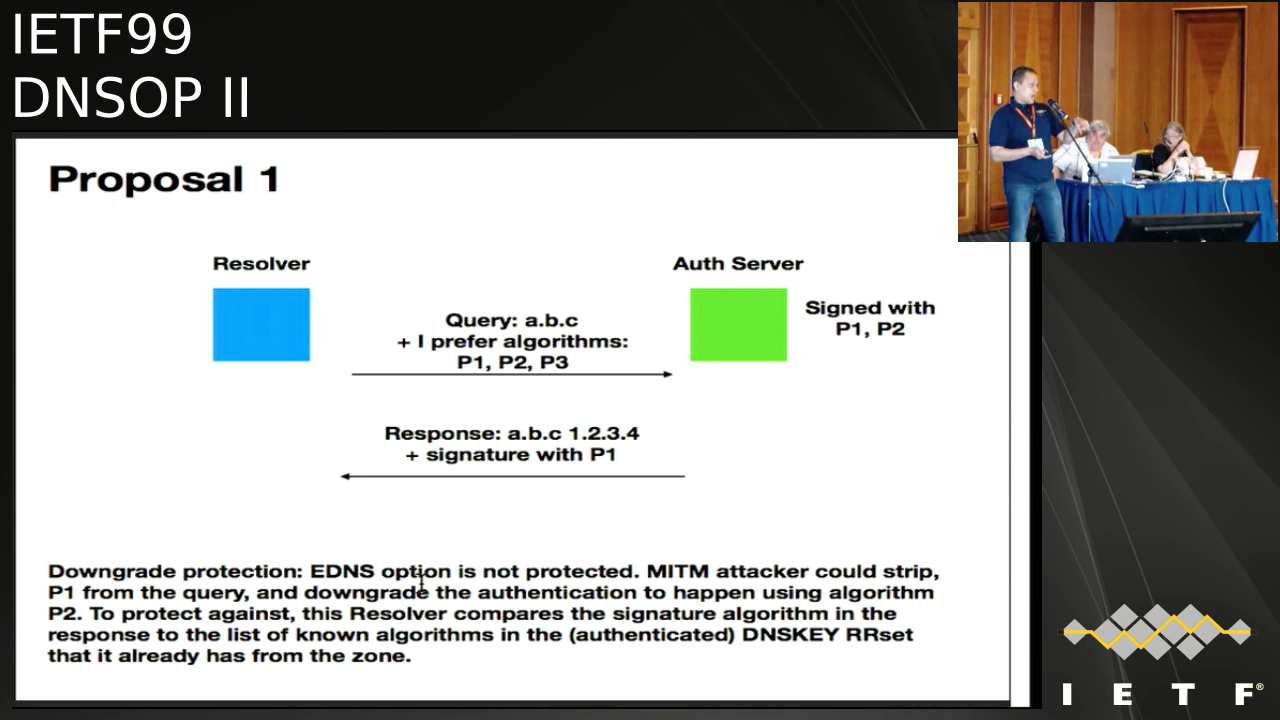 IETF99
DNSOP II
Proposal 1
Resolver
Auth Server
Query: a.b.c
+ I prefer algorithms:
P1, P2, P3
Signed with
P1, P2
Response: a.b.c 1.2.3.4
+ signature with P1
Downgrade protection: EDNS option is not protected. MITM attacker could strip,
P1 from the query, and downgrade the authentication to happen using algorithm
P2. To protect against, this Resolver compares the signature algorithm in the
response to the list of known algorithms in the (authenticated) DNSKEY RRset
that it already has from the zone.
I E T F®